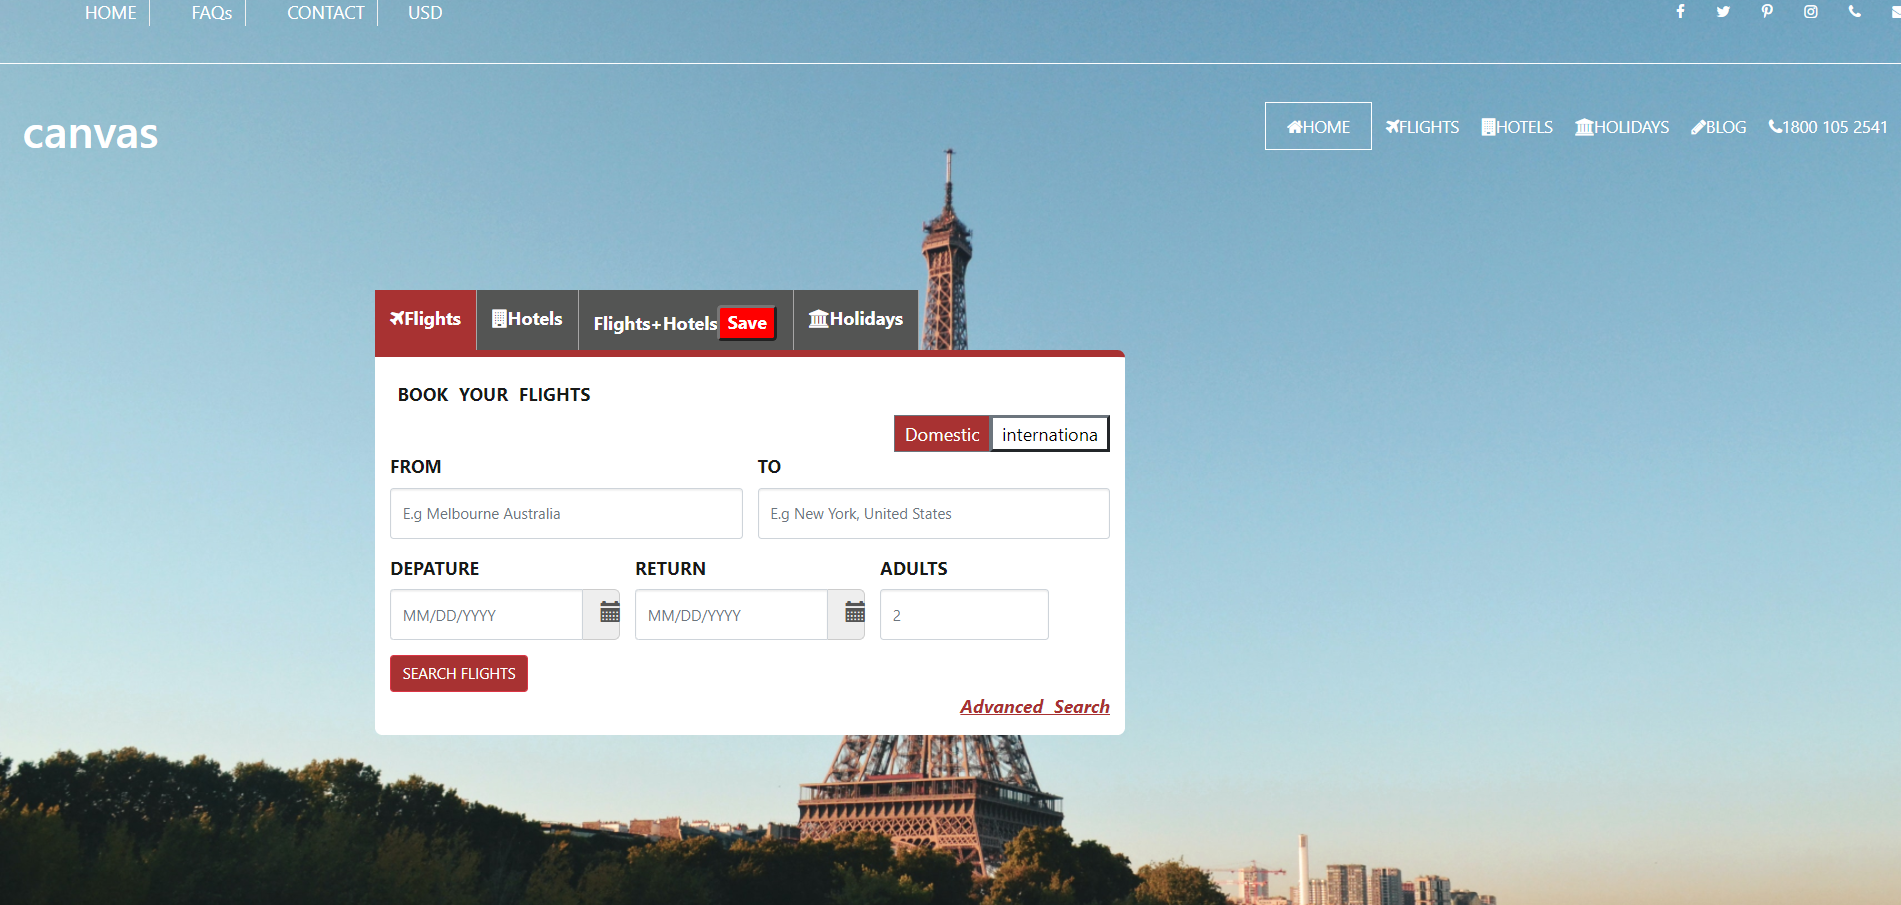 HOME FAQs CONTACT USD
canvas
HOME FLIGHTS HOTELS HOLIDAYS BLOG 1800 105 2541
Flights Hotels Flights+Hotels Save Holidays
BOOK YOUR FLIGHTS
Domestic internationa
FROM TO
E.g Melbourne Australia E.g New York, United States
DEPATURE RETURN ADULTS
MM/DD/YYYY MM/DD/YYYY 2
SEARCH FLIGHTS
Advanced Search